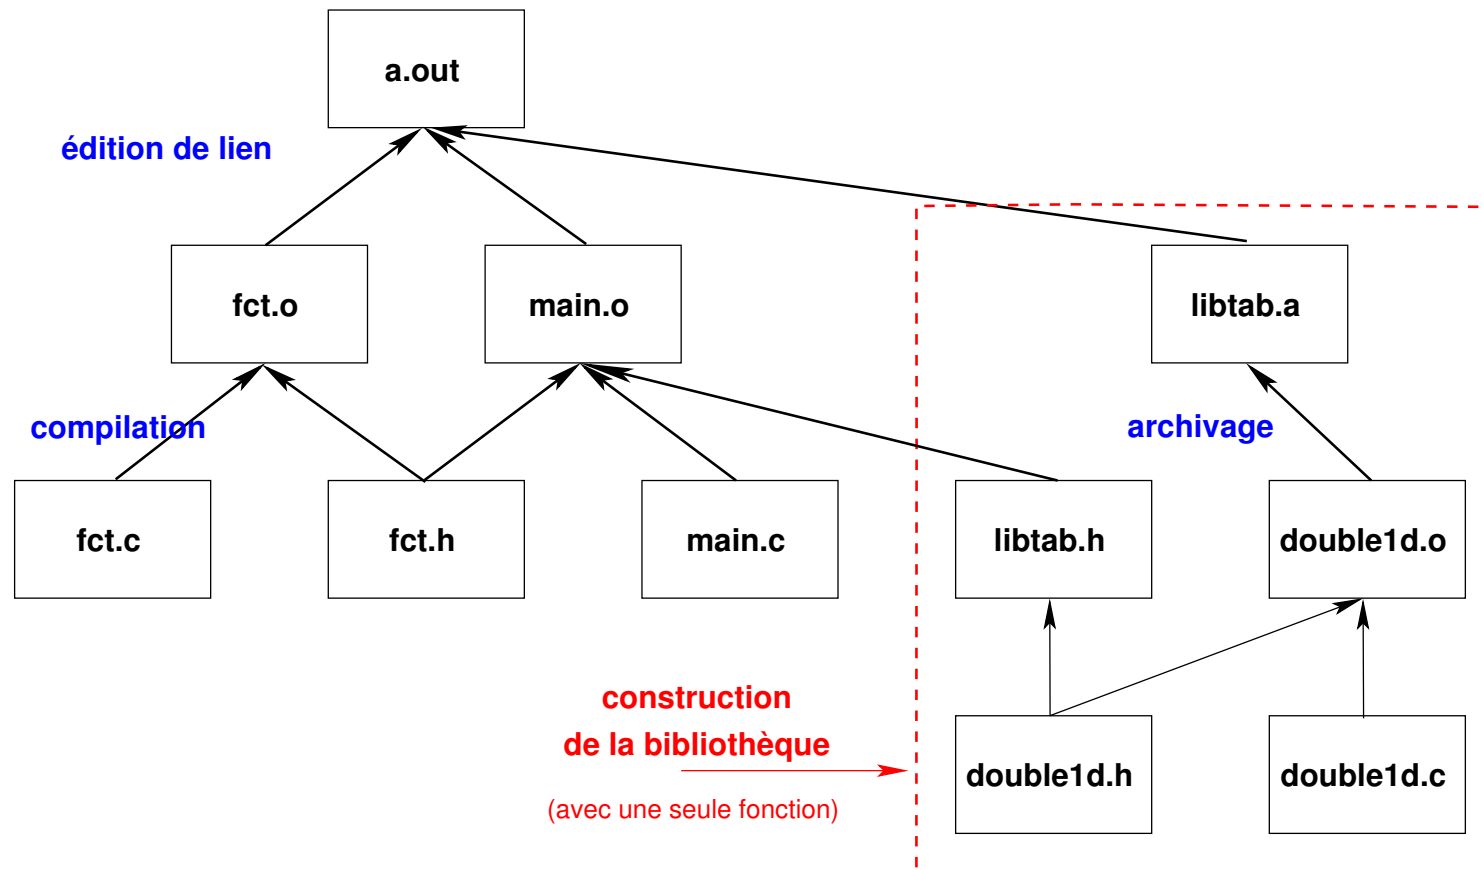 a.out
édition de lien
fct.o
main.o
libtab.a
compilation
archivage
fct.c
fct.h
main.c
libtab.h
double1d.o
construction
de la bibliothèque
double1d.h
double1d.c
(avec une seule fonction)